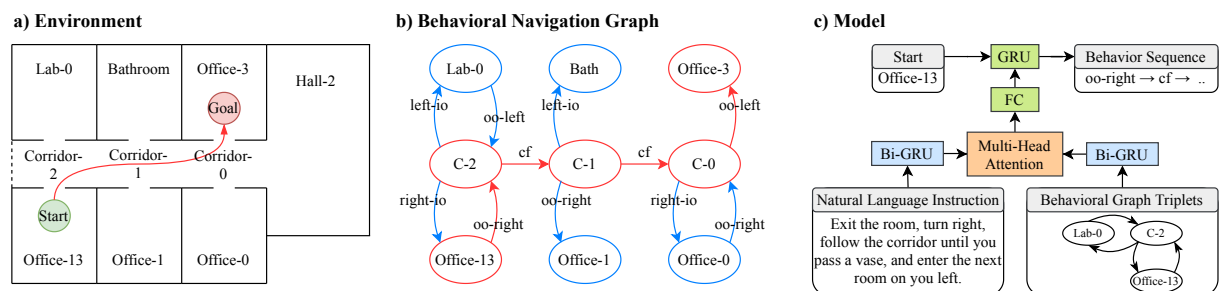 a) Environment
Lab-0
Bathroom
Office-3
Hall-2
Goal
Corridor-
2
Corridor-
1
Corridor-
0
Start
Office-13
Office-1
Office-0
b) Behavioral Navigation Graph
Lab-0
Bath
Office-3
left-io
oo-left
left-io
oo-left
C-2
cf
C-1
cf
C-0
right-io
oo-right
oo-right
right-io
oo-right
Office-13
Office-1
Office-0
c) Model
Start
Office-13
GRU
Behavior Sequence
oo-right → cf → ..
FC
Bi-GRU
Multi-Head
Attention
Bi-GRU
Natural Language Instruction
Exit the room, turn right,
follow the corridor until you
pass a vase, and enter the next
room on you left.
Behavioral Graph Triplets
Lab-0
C-2
Office-13